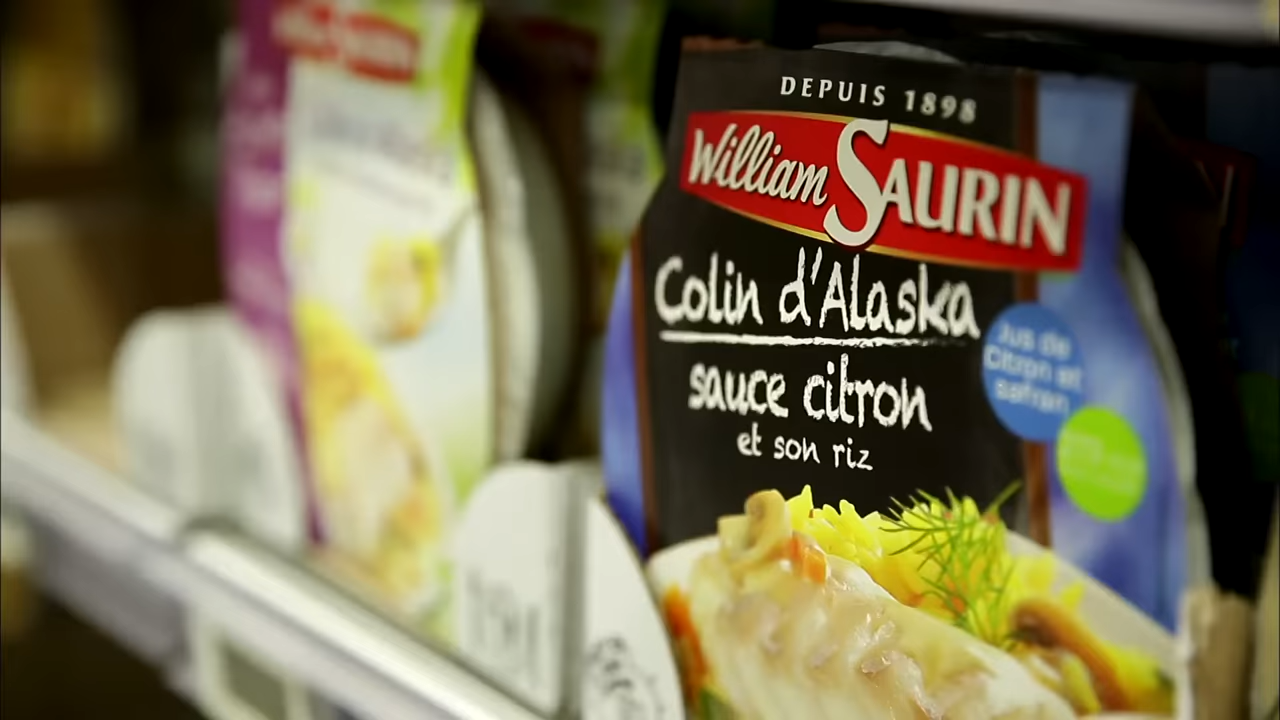 DEPUIS 1898
William SAURIN
Colin d'Alaska
sauce citron
et son riz
Jus de
Citron et
safran